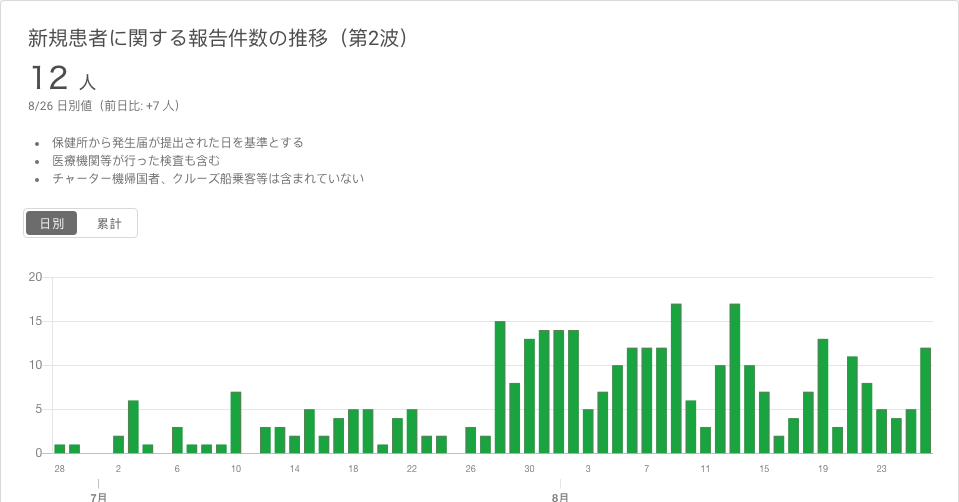 新規患者に関する報告件数の推移（第2波）
12 人
8/26 日別値（前日比: +7 人）
保健所から発生届が提出された日を基準とする
医療機関等が行った検査も含む
チャーター機帰国者、クルーズ船乗客等は含まれていない
日別 累計
20
15
10
5
0
28 2 6 10 14 18 22 26 30 3 7 11 15 19 23
7月 8月